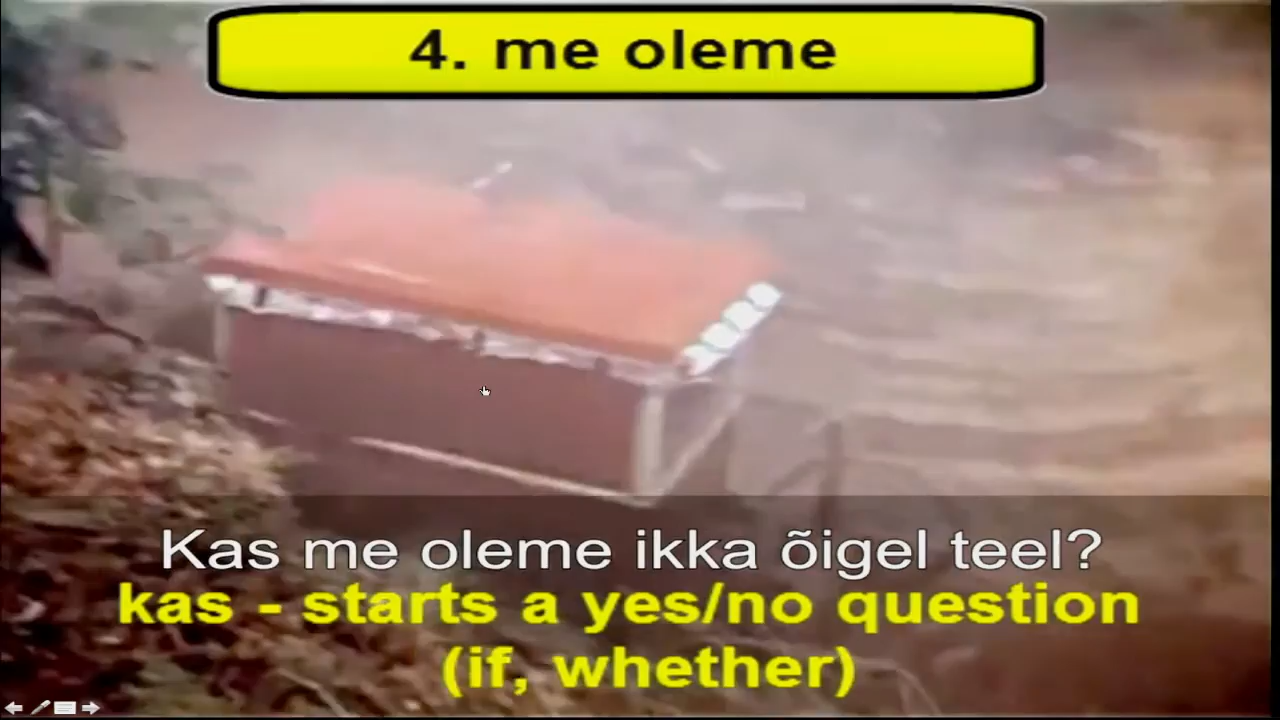 4. me oleme
Kas me oleme ikka õigel teel?
kas - starts a yes/no question
(if, whether)